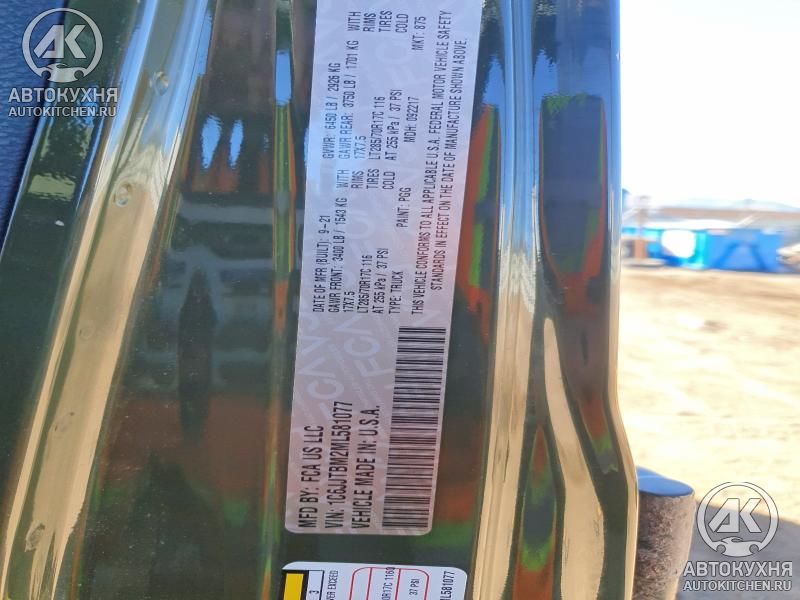 АВТОКУХНЯ
AUTOKITCHEN.RU
MFD BY: FCA US LLC
VIN: 1C6JJTBM2ML581077
VEHICLE MADE IN: U.S.A.
DATE OF MFR (BUILT): 9-21
GVWR: 6450 LB / 2926 KG
GAWR FRONT: 3400 LB / 1543 KG WITH
GAWR REAR: 3750 LB / 1701 KG WITH
17X7.5 RIMS
17X7.5 RIMS
LT285/70R17C 116 TIRES
LT285/70R17C 116 TIRES
AT 255 kPa / 37 PSI COLD
AT 255 kPa / 37 PSI COLD
TYPE: TRUCK PAINT: PGG MDH: 092217 MKT: 875
THIS VEHICLE CONFORMS TO ALL APPLICABLE U.S.A. FEDERAL MOTOR VEHICLE SAFETY
STANDARDS IN EFFECT ON THE DATE OF MANUFACTURE SHOWN ABOVE.
3
VER EXCEED
37 PSI
ML581077
АВТОКУХНЯ
AUTOKITCHEN.RU